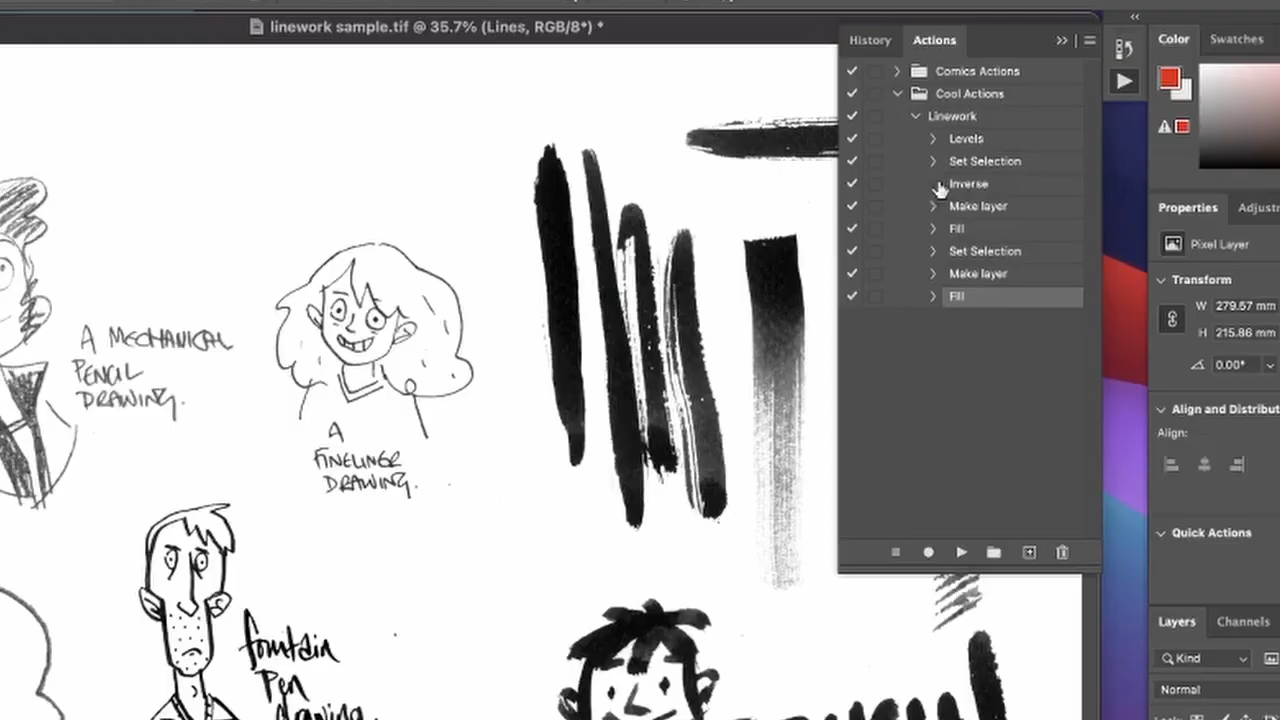 linework sample.tif @ 35.7% (Lines, RGB/8*) *
History Actions
Comics Actions
Cool Actions
Linework
Levels
Set Selection
Inverse
Make layer
Fill
Set Selection
Make layer
Fill
Color Swatches
Properties
Pixel Layer
Transform
W 279.57 mm
H 215.86 mm
0.00°
Align and Distribut
Align:
Quick Actions
Layers Channels
Kind
Normal
A MECHANICAL
PENCIL
DRAWING.
A
FINELINER
DRAWING.
fountain
Pen
drawing.